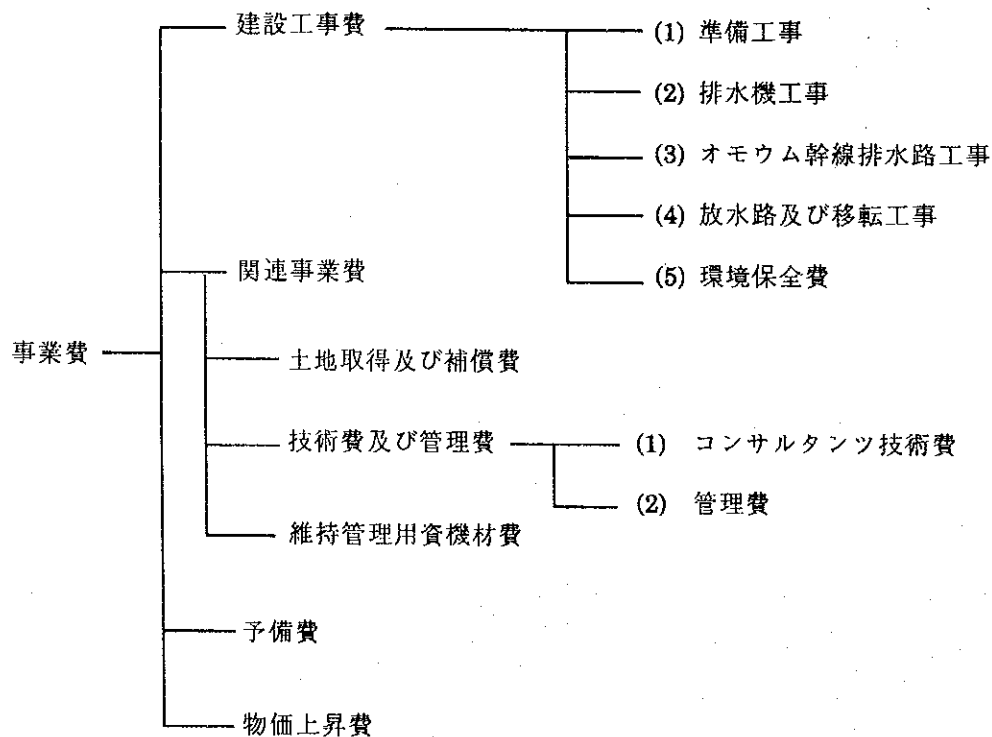 建設工事費
(1) 準備工事
(2) 排水機工事
(3) オモウム幹線排水路工事
(4) 放水路及び移転工事
(5) 環境保全費
関連事業費
事業費
土地取得及び補償費
技術費及び管理費
(1) コンサルタンツ技術費
(2) 管理費
維持管理用資機材費
予備費
物価上昇費